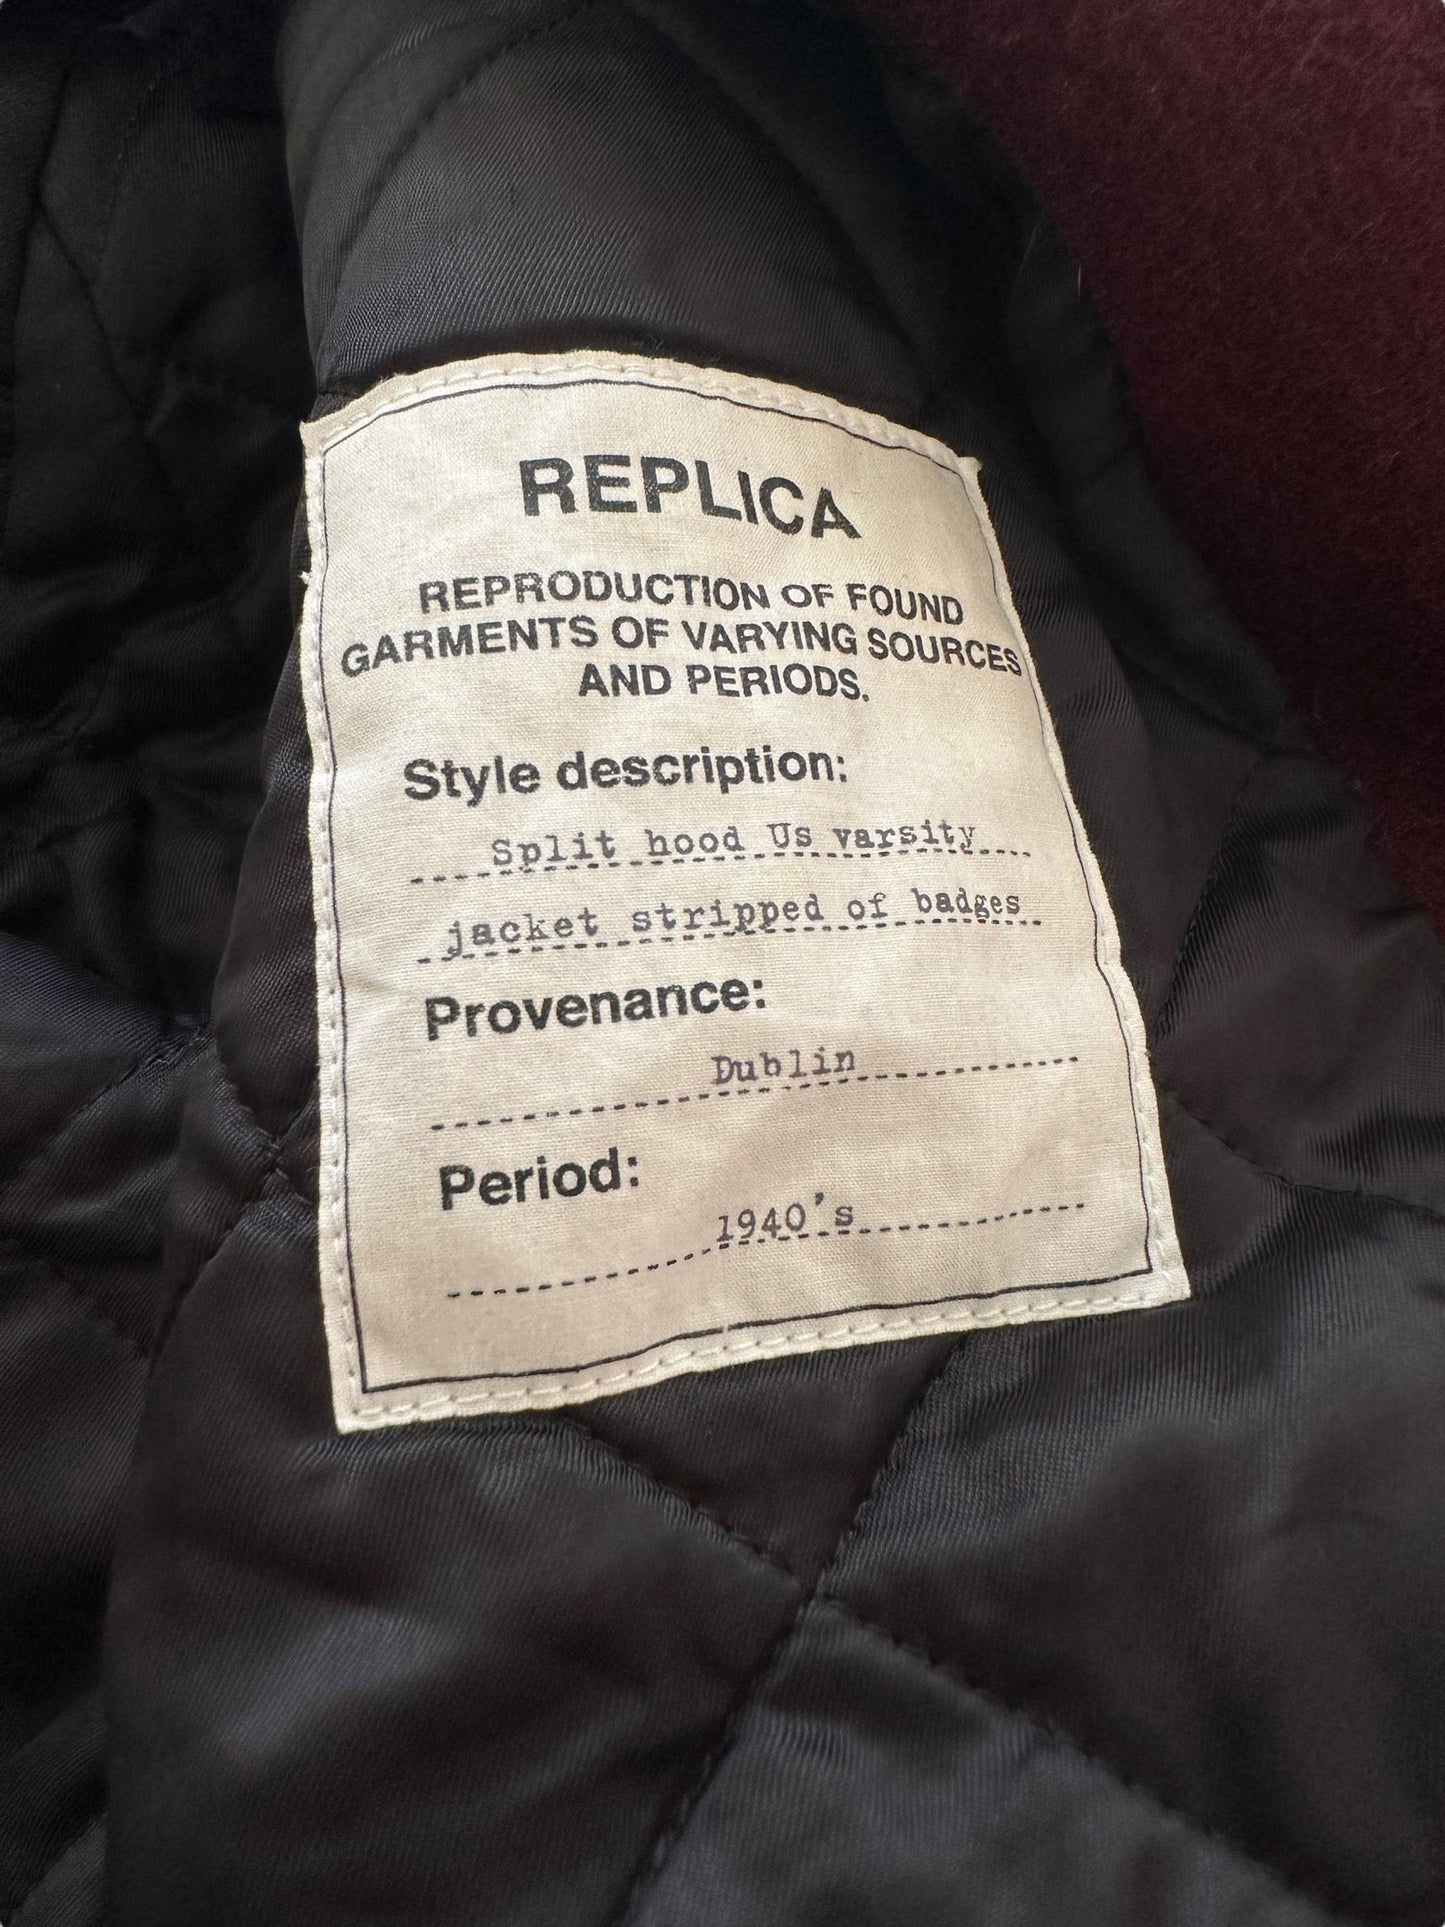 REPLICA
REPRODUCTION OF FOUND
GARMENTS OF VARYING SOURCES
AND PERIODS.
Style description:
Split hood Us varsity
jacket stripped of badges
Provenance:
Dublin
Period:
1940's